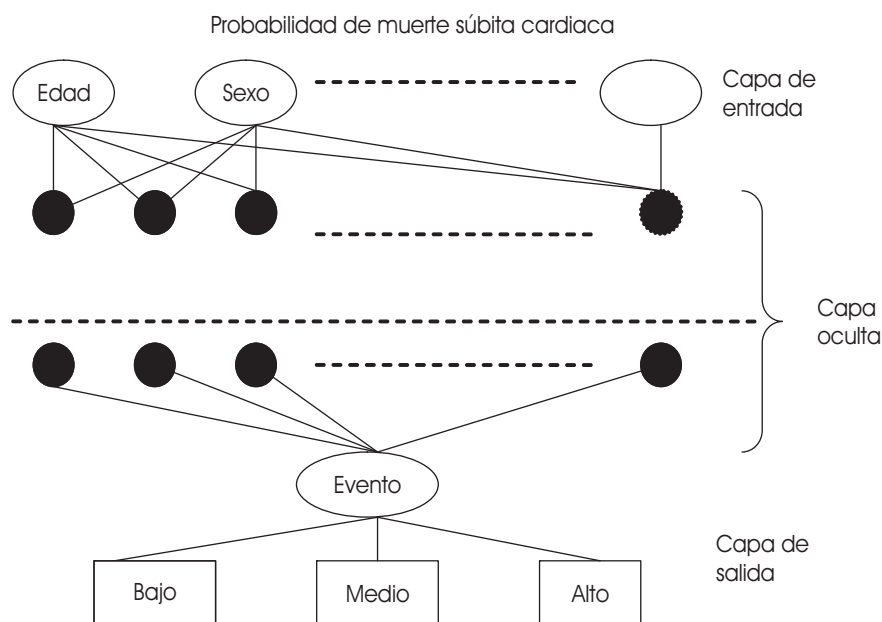 Probabilidad de muerte súbita cardiaca
Edad
Sexo
Capa de
entrada
Capa
oculta
Evento
Capa de
salida
Bajo
Medio
Alto